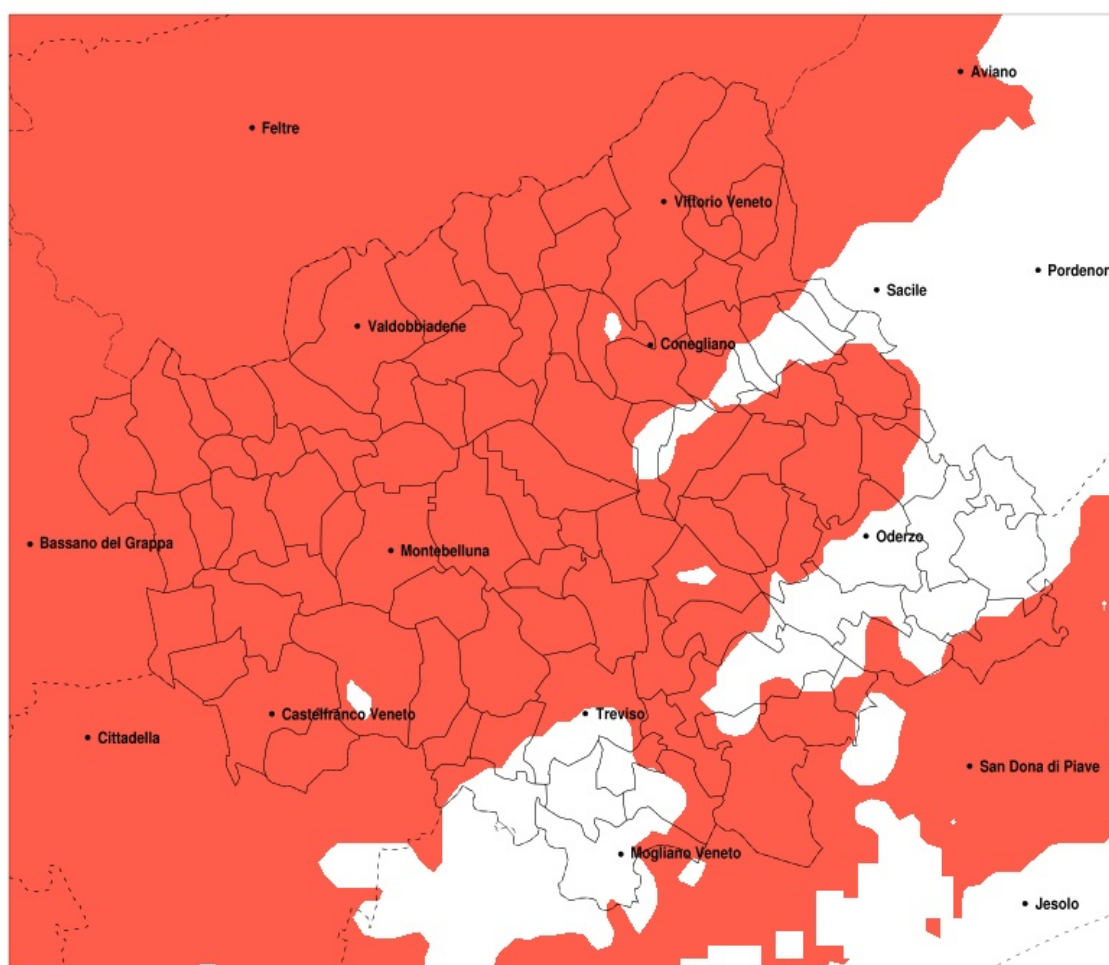 Aviano
Feltre
Vittorio Veneto
Pordenon
Sacile
Valdobbiadene
Conegliano
Oderzo
Bassano del Grappa
Montebelluna
Castelfranco Veneto
Treviso
Cittadella
San Dona di Piave
Mogliano Veneto
Jesolo